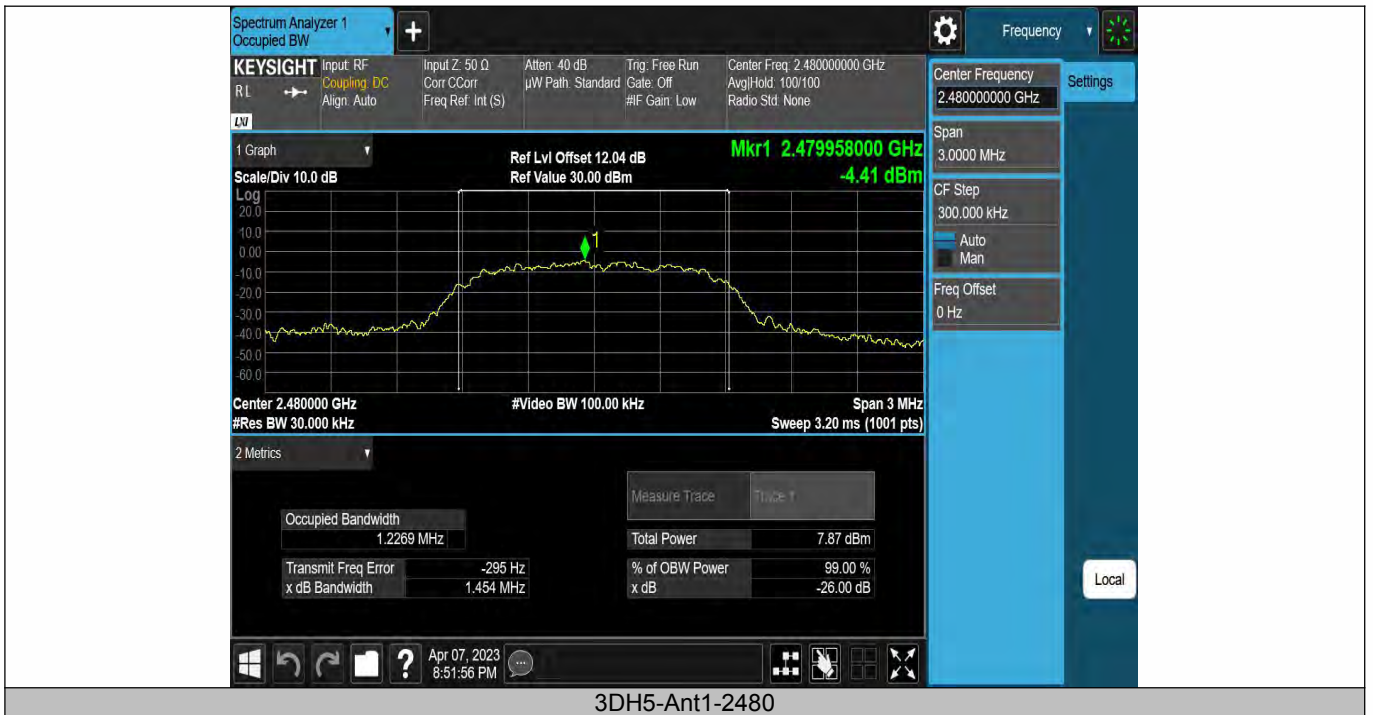 Spectrum Analyzer 1
Occupied BW
+
Frequency
KEYSIGHT
R L
LXI
Input: RF
Coupling: DC
Align: Auto
Input Z: 50 Ω
Corr CCorr
Freq Ref: Int (S)
Atten: 40 dB
µW Path: Standard
Trig: Free Run
Gate: Off
#IF Gain: Low
Center Freq: 2.480000000 GHz
Avg|Hold: 100/100
Radio Std: None
Center Frequency
2.480000000 GHz
Settings
Span
3.0000 MHz
CF Step
300.000 kHz
Auto
Man
Freq Offset
0 Hz
1 Graph
Scale/Div 10.0 dB
Ref Lvl Offset 12.04 dB
Ref Value 30.00 dBm
Mkr1 2.479958000 GHz
-4.41 dBm
Log
20.0
10.0
0.00
-10.0
-20.0
-30.0
-40.0
-50.0
-60.0
1
Center 2.480000 GHz
#Video BW 100.00 kHz
Span 3 MHz
#Res BW 30.000 kHz
Sweep 3.20 ms (1001 pts)
2 Metrics
Measure Trace
Trace 1
Occupied Bandwidth
1.2269 MHz
Total Power
7.87 dBm
Transmit Freq Error
-295 Hz
% of OBW Power
99.00 %
x dB Bandwidth
1.454 MHz
x dB
-26.00 dB
Local
?
Apr 07, 2023
8:51:56 PM
3DH5-Ant1-2480